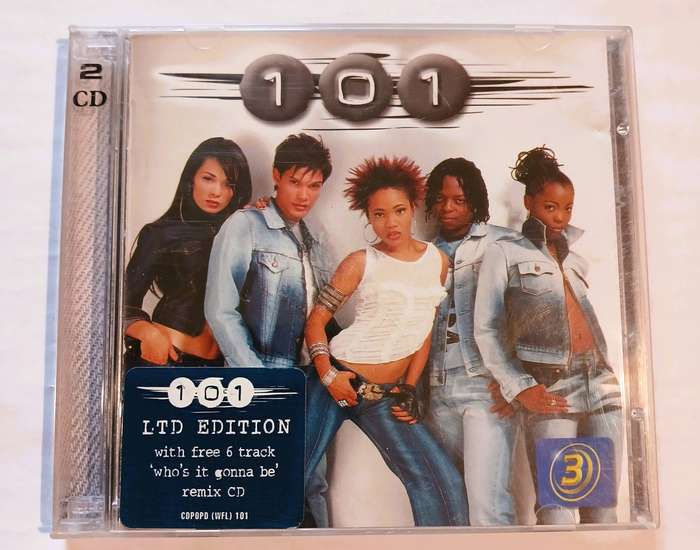 2
CD
101
101
LTD EDITION
with free 6 track
'who's it gonna be'
remix CD
CDPOPD (WFL) 101
3